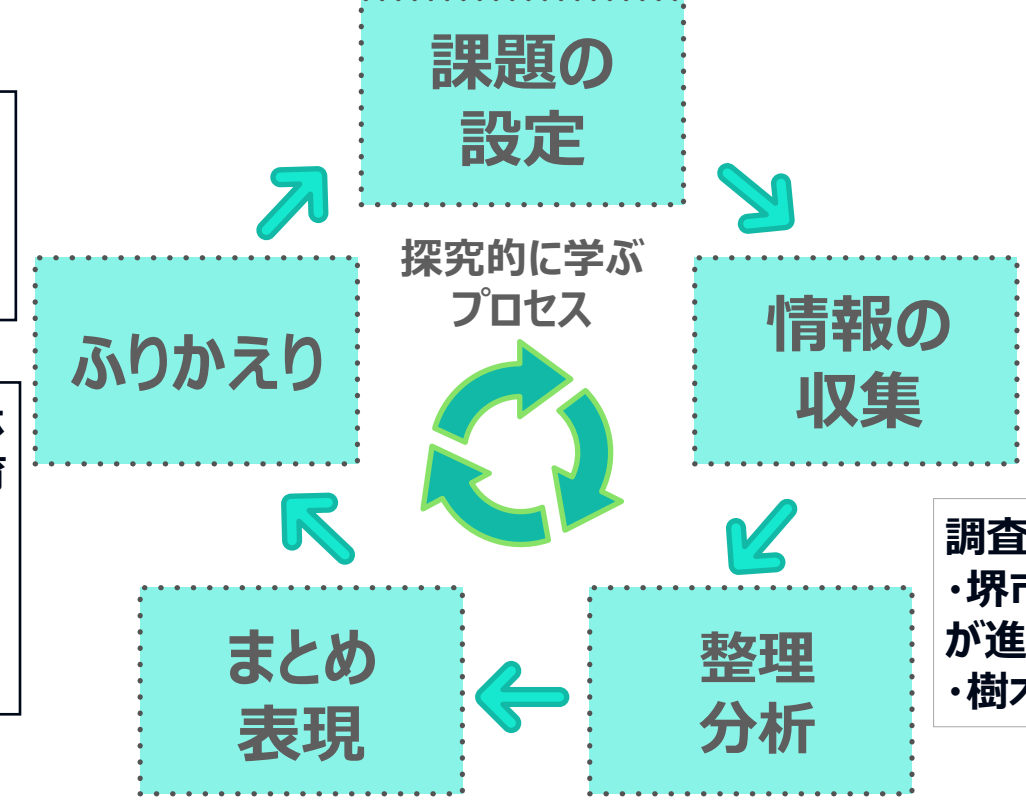 課題の
設定
探究的に学ぶ
プロセス
ふりかえり
情報の
収集
まとめ
表現
整理
分析
調査
・堺市
が進
・樹木